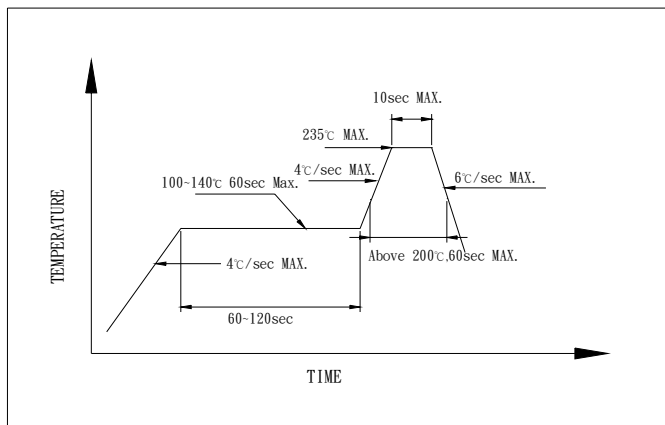 10sec MAX.
235℃ MAX.
4℃/sec MAX.
6℃/sec MAX.
100~140℃ 60sec Max.
Above 200℃,60sec MAX.
4℃/sec MAX.
60~120sec
TEMPERATURE
TIME